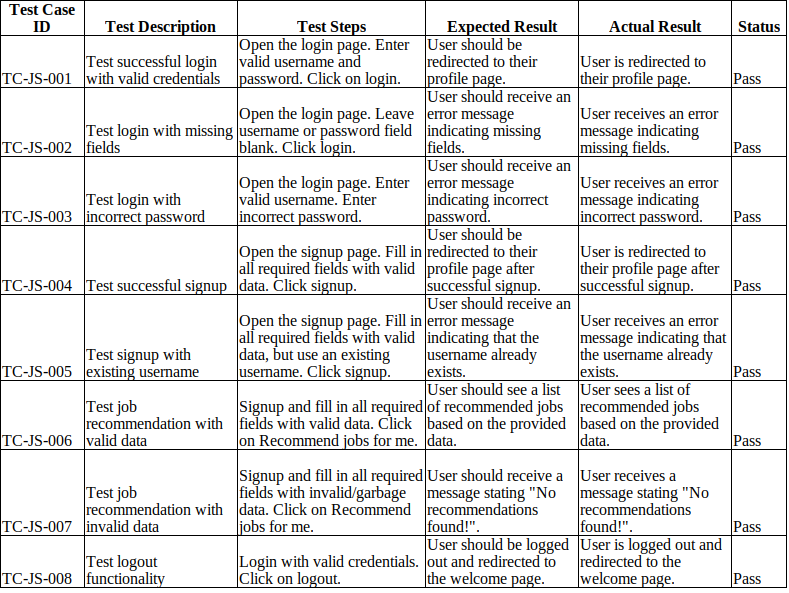 Test Case ID | Test Description | Test Steps | Expected Result | Actual Result | Status
TC-JS-001 | Test successful login with valid credentials | Open the login page. Enter valid username and password. Click on login. | User should be redirected to their profile page. | User is redirected to their profile page. | Pass
TC-JS-002 | Test login with missing fields | Open the login page. Leave username or password field blank. Click login. | User should receive an error message indicating missing fields. | User receives an error message indicating missing fields. | Pass
TC-JS-003 | Test login with incorrect password | Open the login page. Enter valid username. Enter incorrect password. | User should receive an error message indicating incorrect password. | User receives an error message indicating incorrect password. | Pass
TC-JS-004 | Test successful signup | Open the signup page. Fill in all required fields with valid data. Click signup. | User should be redirected to their profile page after successful signup. | User is redirected to their profile page after successful signup. | Pass
TC-JS-005 | Test signup with existing username | Open the signup page. Fill in all required fields with valid data, but use an existing username. Click signup. | User should receive an error message indicating that the username already exists. | User receives an error message indicating that the username already exists. | Pass
TC-JS-006 | Test job recommendation with valid data | Signup and fill in all required fields with valid data. Click on Recommend jobs for me. | User should see a list of recommended jobs based on the provided data. | User sees a list of recommended jobs based on the provided data. | Pass
TC-JS-007 | Test job recommendation with invalid data | Signup and fill in all required fields with invalid/garbage data. Click on Recommend jobs for me. | User should receive a message stating "No recommendations found!". | User receives a message stating "No recommendations found!". | Pass
TC-JS-008 | Test logout functionality | Login with valid credentials. Click on logout. | User should be logged out and redirected to the welcome page. | User is logged out and redirected to the welcome page. | Pass